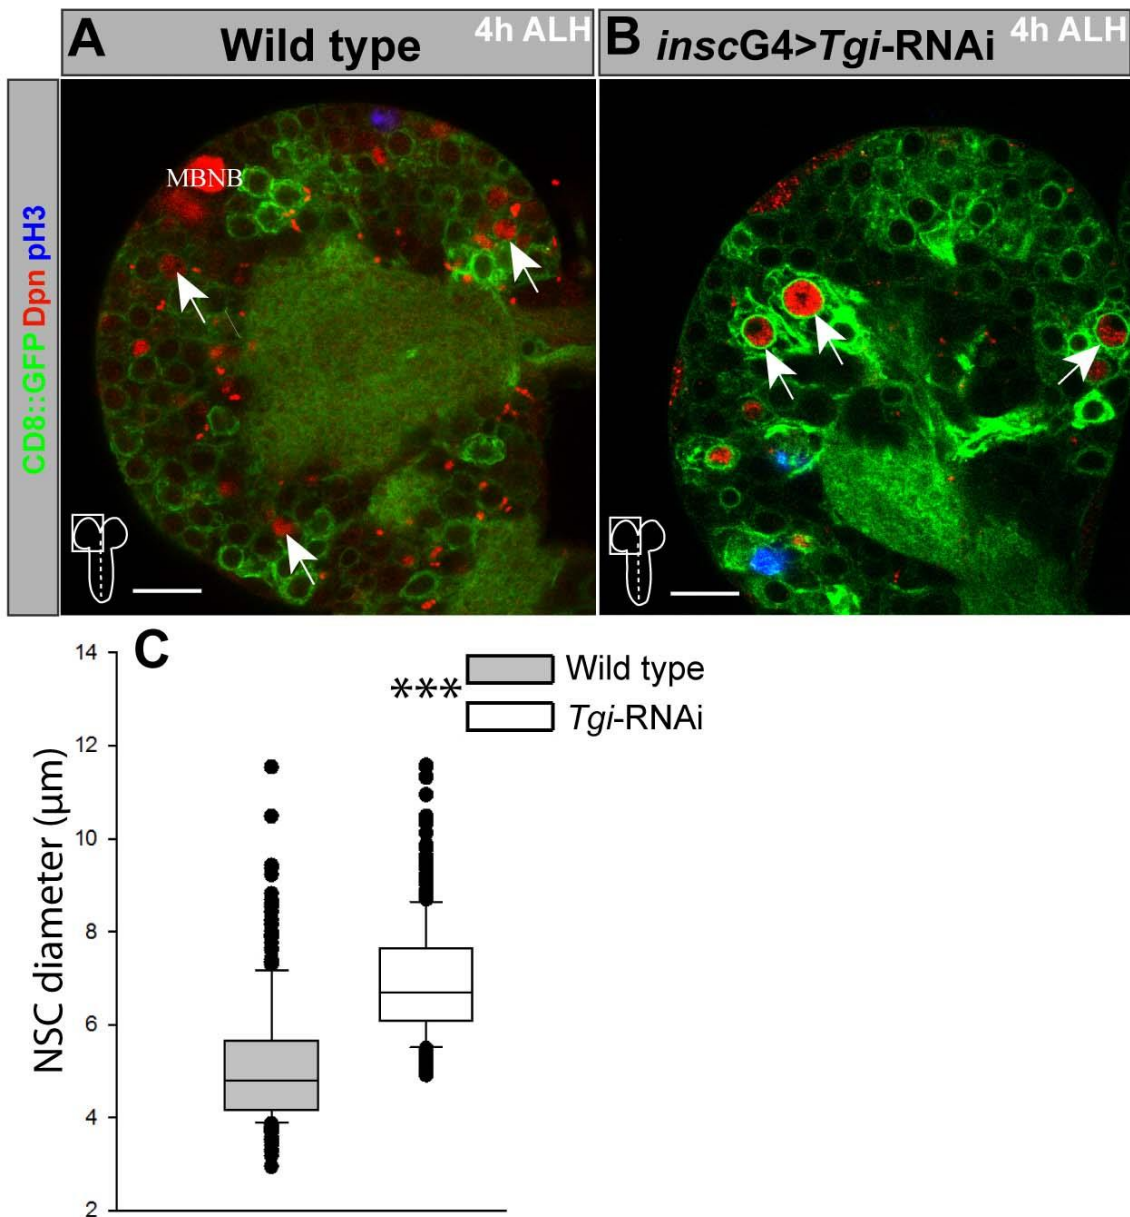 A Wild type 4h ALH
B inscG4>Tgi-RNAi 4h ALH
CD8::GFP Dpn pH3
MBNB
C
*** Wild type
Tgi-RNAi
NSC diameter (µm)
14
12
10
8
6
4
2